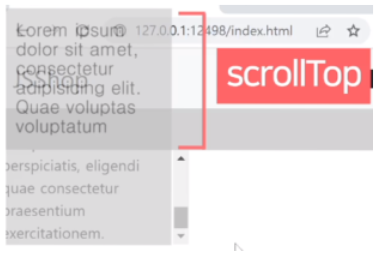 Lorem ipsum
127.0.0.1:12498/index.html
dolor sit amet,
consectetur
JSShop
adipisicing elit.
Quae voluptas
voluptatum
scrollTop
perspiciatis, eligendi
quae consectetur
praesentium
exercitationem.